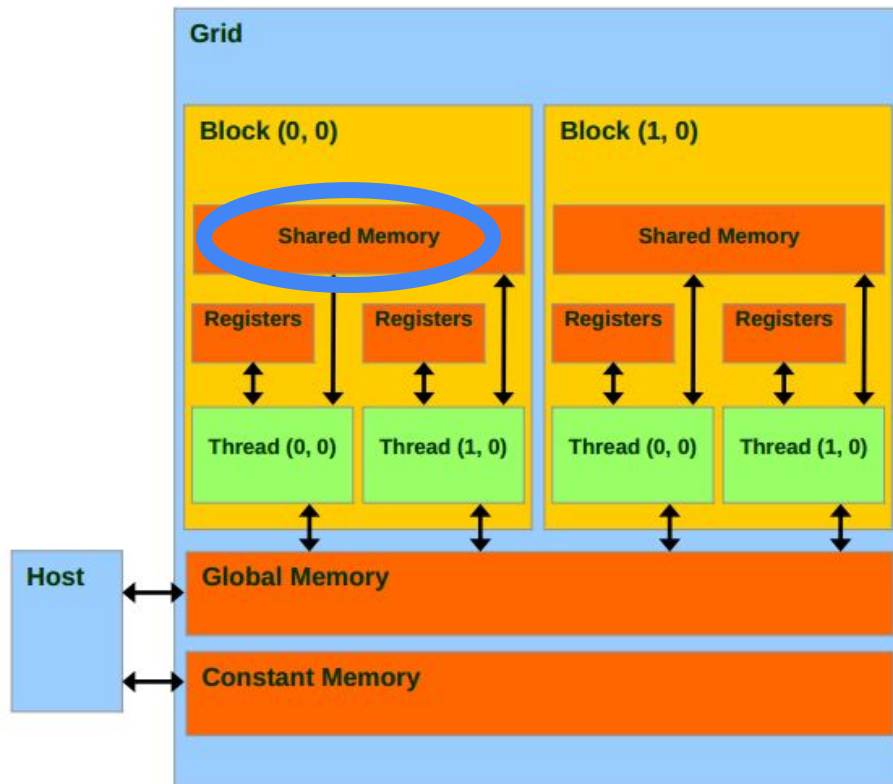 Grid
Block (0, 0)
Block (1, 0)
Shared Memory
Shared Memory
Registers
Registers
Registers
Registers
Thread (0, 0)
Thread (1, 0)
Thread (0, 0)
Thread (1, 0)
Host
Global Memory
Constant Memory